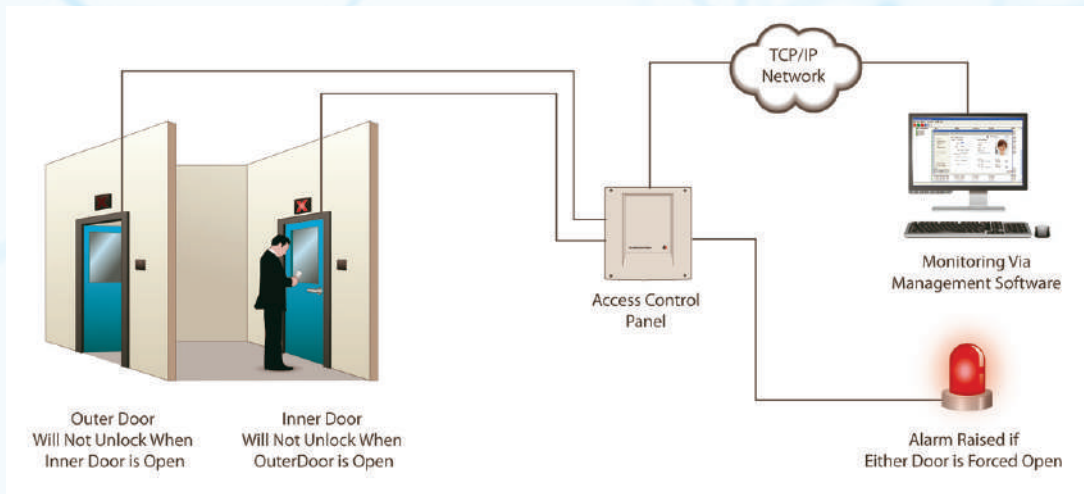 TCP/IP
Network
Monitoring Via
Management Software
Access Control
Panel
Outer Door
Will Not Unlock When
Inner Door is Open
Inner Door
Will Not Unlock When
OuterDoor is Open
Alarm Raised if
Either Door is Forced Open